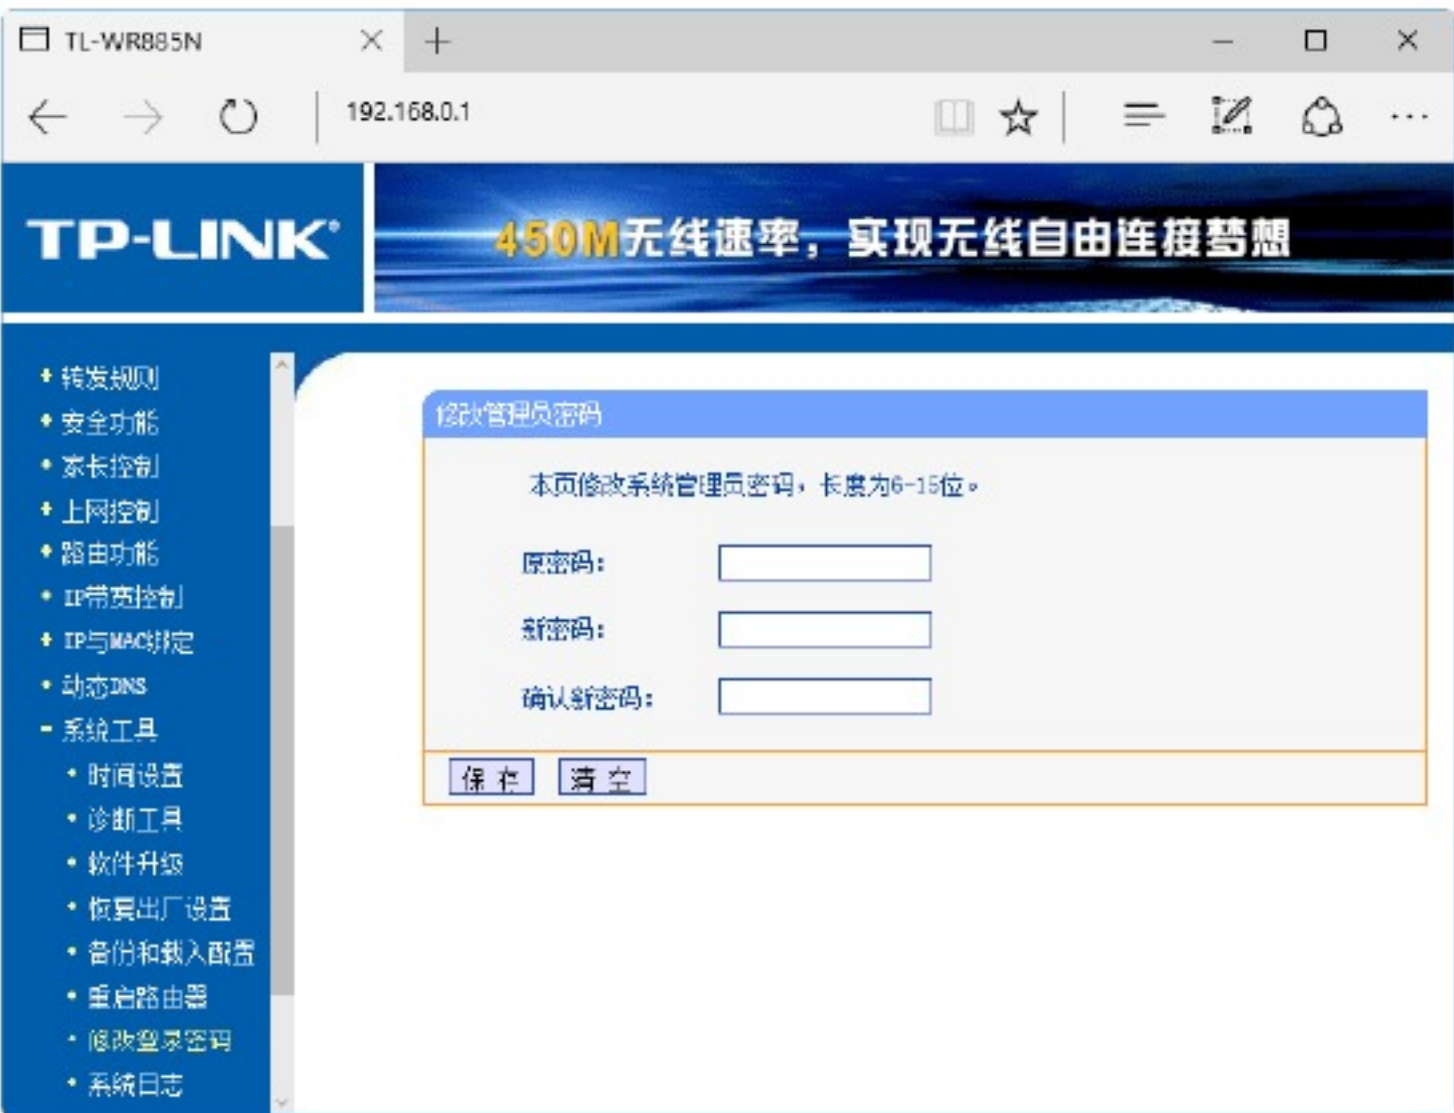 TL-WR885N
192.168.0.1
TP-LINK®
450M无线速率，实现无线自由连接梦想
+ 转发规则
+ 安全功能
• 家长控制
+ 上网控制
+ 路由功能
• IP带宽控制
+ IP与MAC绑定
• 动态DNS
- 系统工具
• 时间设置
• 诊断工具
• 软件升级
• 恢复出厂设置
• 备份和载入配置
• 重启路由器
• 修改登录密码
• 系统日志
修改管理员密码
本页修改系统管理员密码，长度为6-15位。
原密码：
新密码：
确认新密码：
保 存 清 空